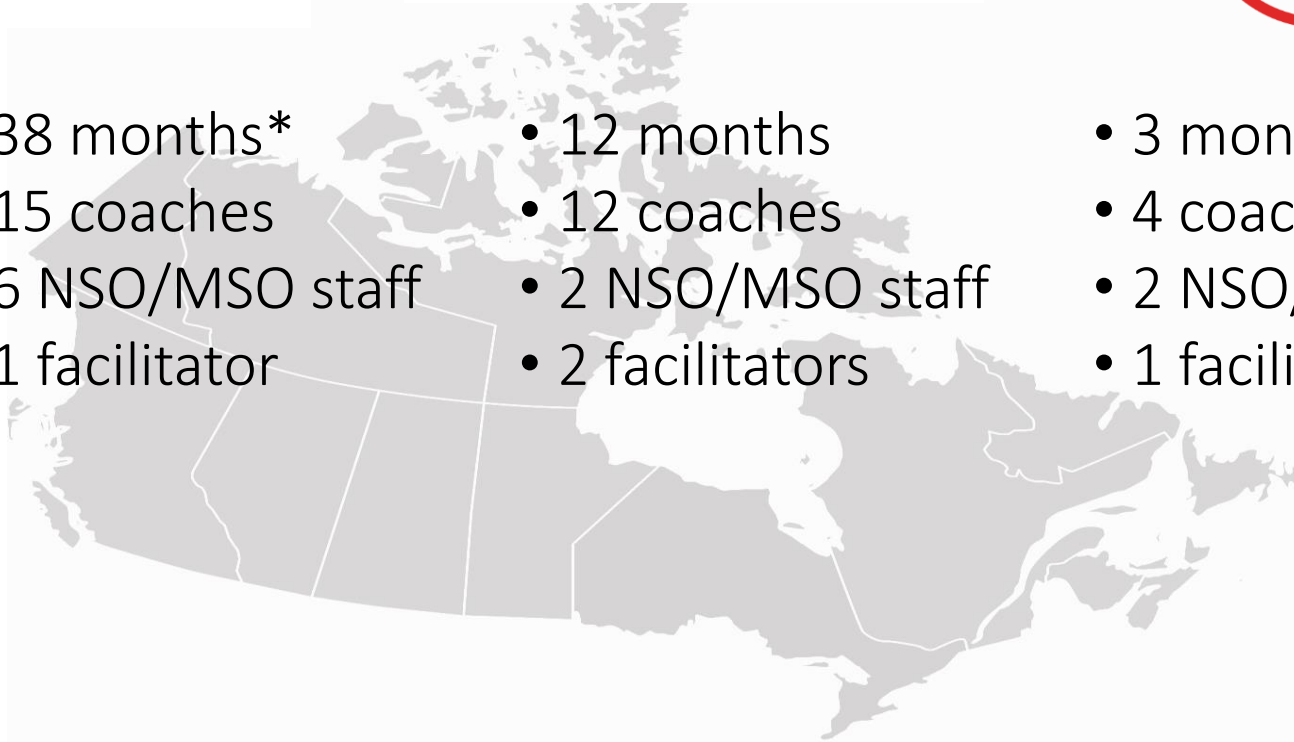 38 months*
15 coaches
6 NSO/MSO staff
1 facilitator
• 12 months
• 12 coaches
• 2 NSO/MSO staff
• 2 facilitators
• 3 mon
• 4 coac
• 2 NSO/
• 1 facili